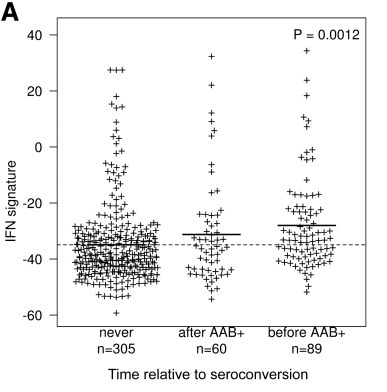 A
P = 0.0012
40
20
0
-20
-40
-60
IFN signature
never after AAB+ before AAB+
n=305 n=60 n=89
Time relative to seroconversion